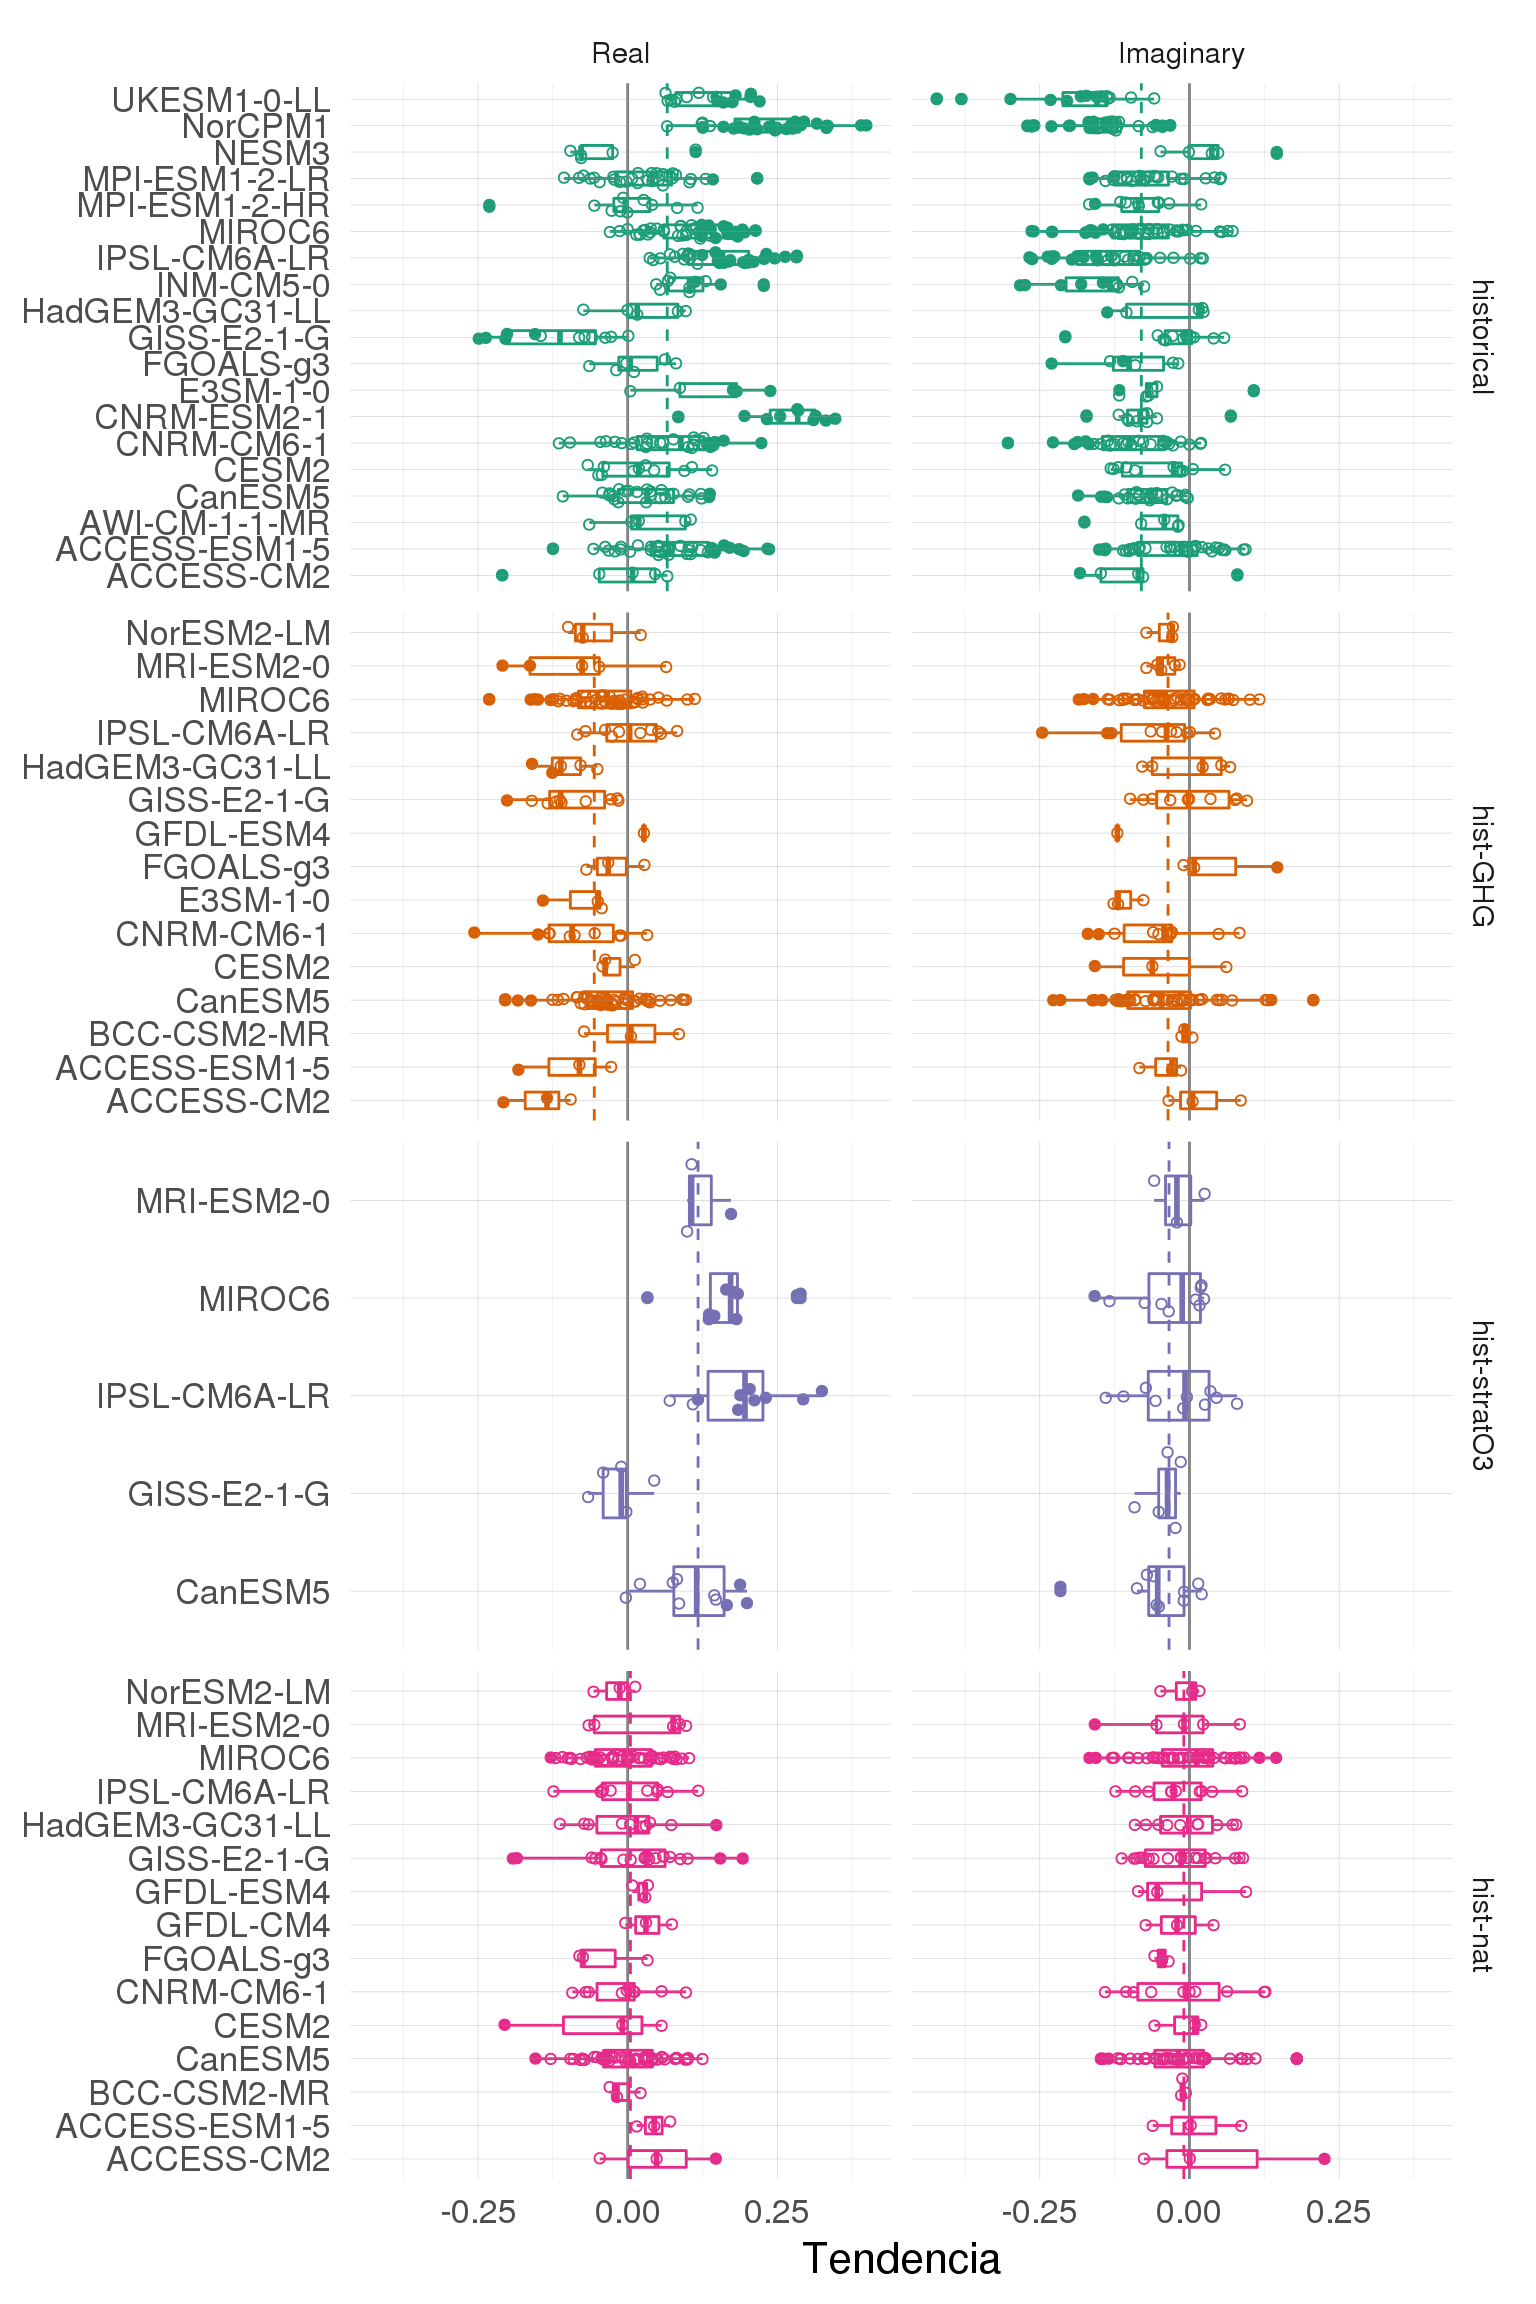 Real Imaginary
UKESM1-0-LL
NorCPM1
NESM3
MPI-ESM1-2-LR
MPI-ESM1-2-HR
MIROC6
IPSL-CM6A-LR
INM-CM5-0
HadGEM3-GC31-LL
GISS-E2-1-G
FGOALS-g3
E3SM-1-0
CNRM-ESM2-1
CNRM-CM6-1
CESM2
CanESM5
AWI-CM-1-1-MR
ACCESS-ESM1-5
ACCESS-CM2
historical
NorESM2-LM
MRI-ESM2-0
MIROC6
IPSL-CM6A-LR
HadGEM3-GC31-LL
GISS-E2-1-G
GFDL-ESM4
FGOALS-g3
E3SM-1-0
CNRM-CM6-1
CESM2
CanESM5
BCC-CSM2-MR
ACCESS-ESM1-5
ACCESS-CM2
hist-GHG
MRI-ESM2-0
MIROC6
IPSL-CM6A-LR
GISS-E2-1-G
CanESM5
hist-stratO3
NorESM2-LM
MRI-ESM2-0
MIROC6
IPSL-CM6A-LR
HadGEM3-GC31-LL
GISS-E2-1-G
GFDL-ESM4
GFDL-CM4
FGOALS-g3
CNRM-CM6-1
CESM2
CanESM5
BCC-CSM2-MR
ACCESS-ESM1-5
ACCESS-CM2
hist-nat
-0.25 0.00 0.25 -0.25 0.00 0.25
Tendencia